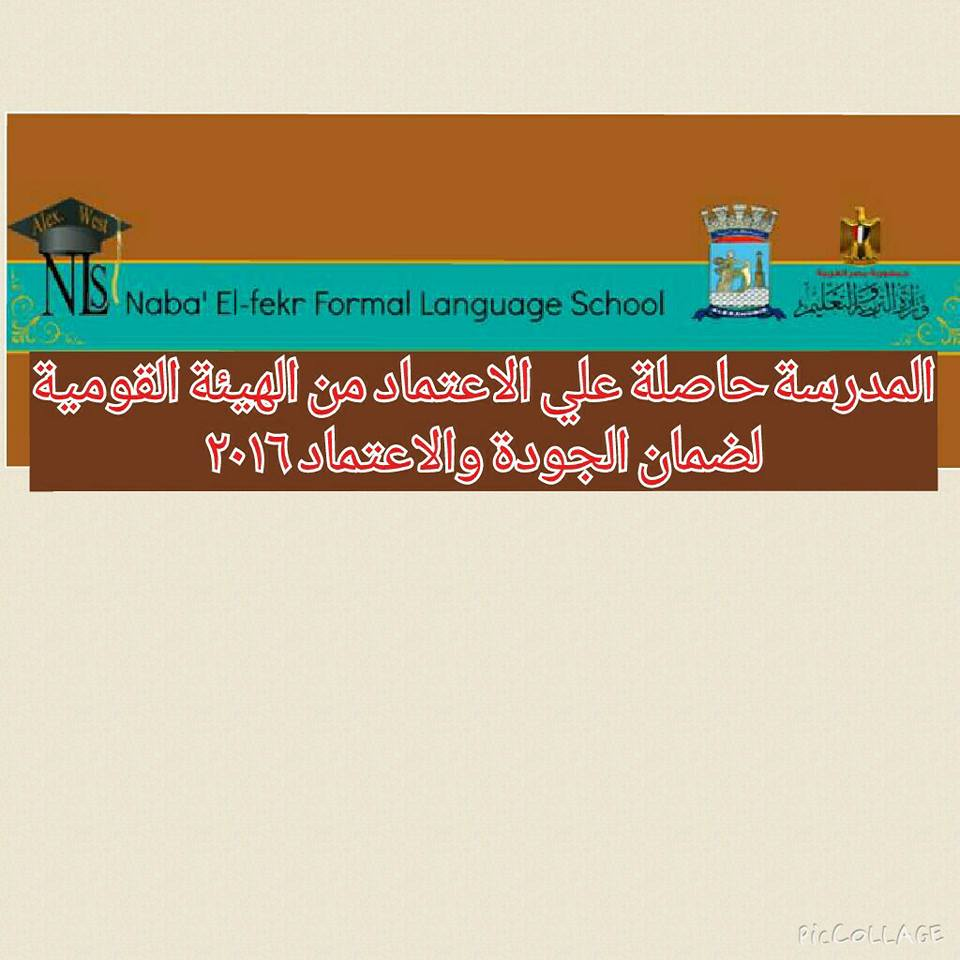 Alex. West
NLS
Naba' El-fekr Formal Language School
جمهورية مصر العربية
وزارة التربية والتعليم
المدرسة حاصلة علي الاعتماد من الهيئة القومية
لضمان الجودة والاعتماد ٢٠١٦
PicCOLLAGE